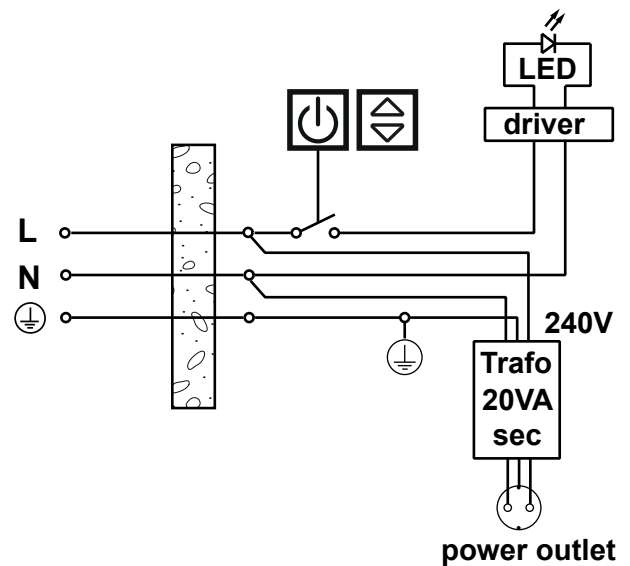 LED
driver
L
N
240V
Trafo
20VA
sec
power outlet